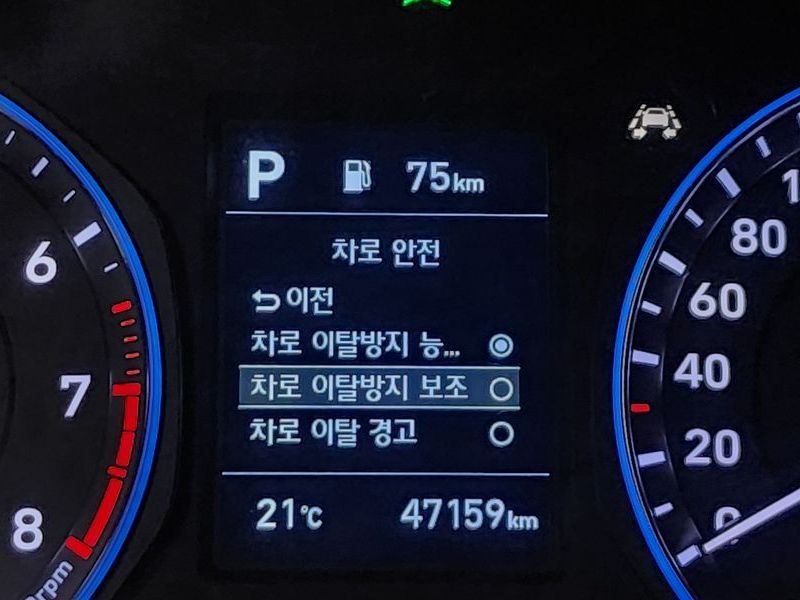 P 75km
차로 안전
이전
차로 이탈방지 능...
차로 이탈방지 보조
차로 이탈 경고
21℃ 47159km
6
7
8
rpm
80
60
40
20
0